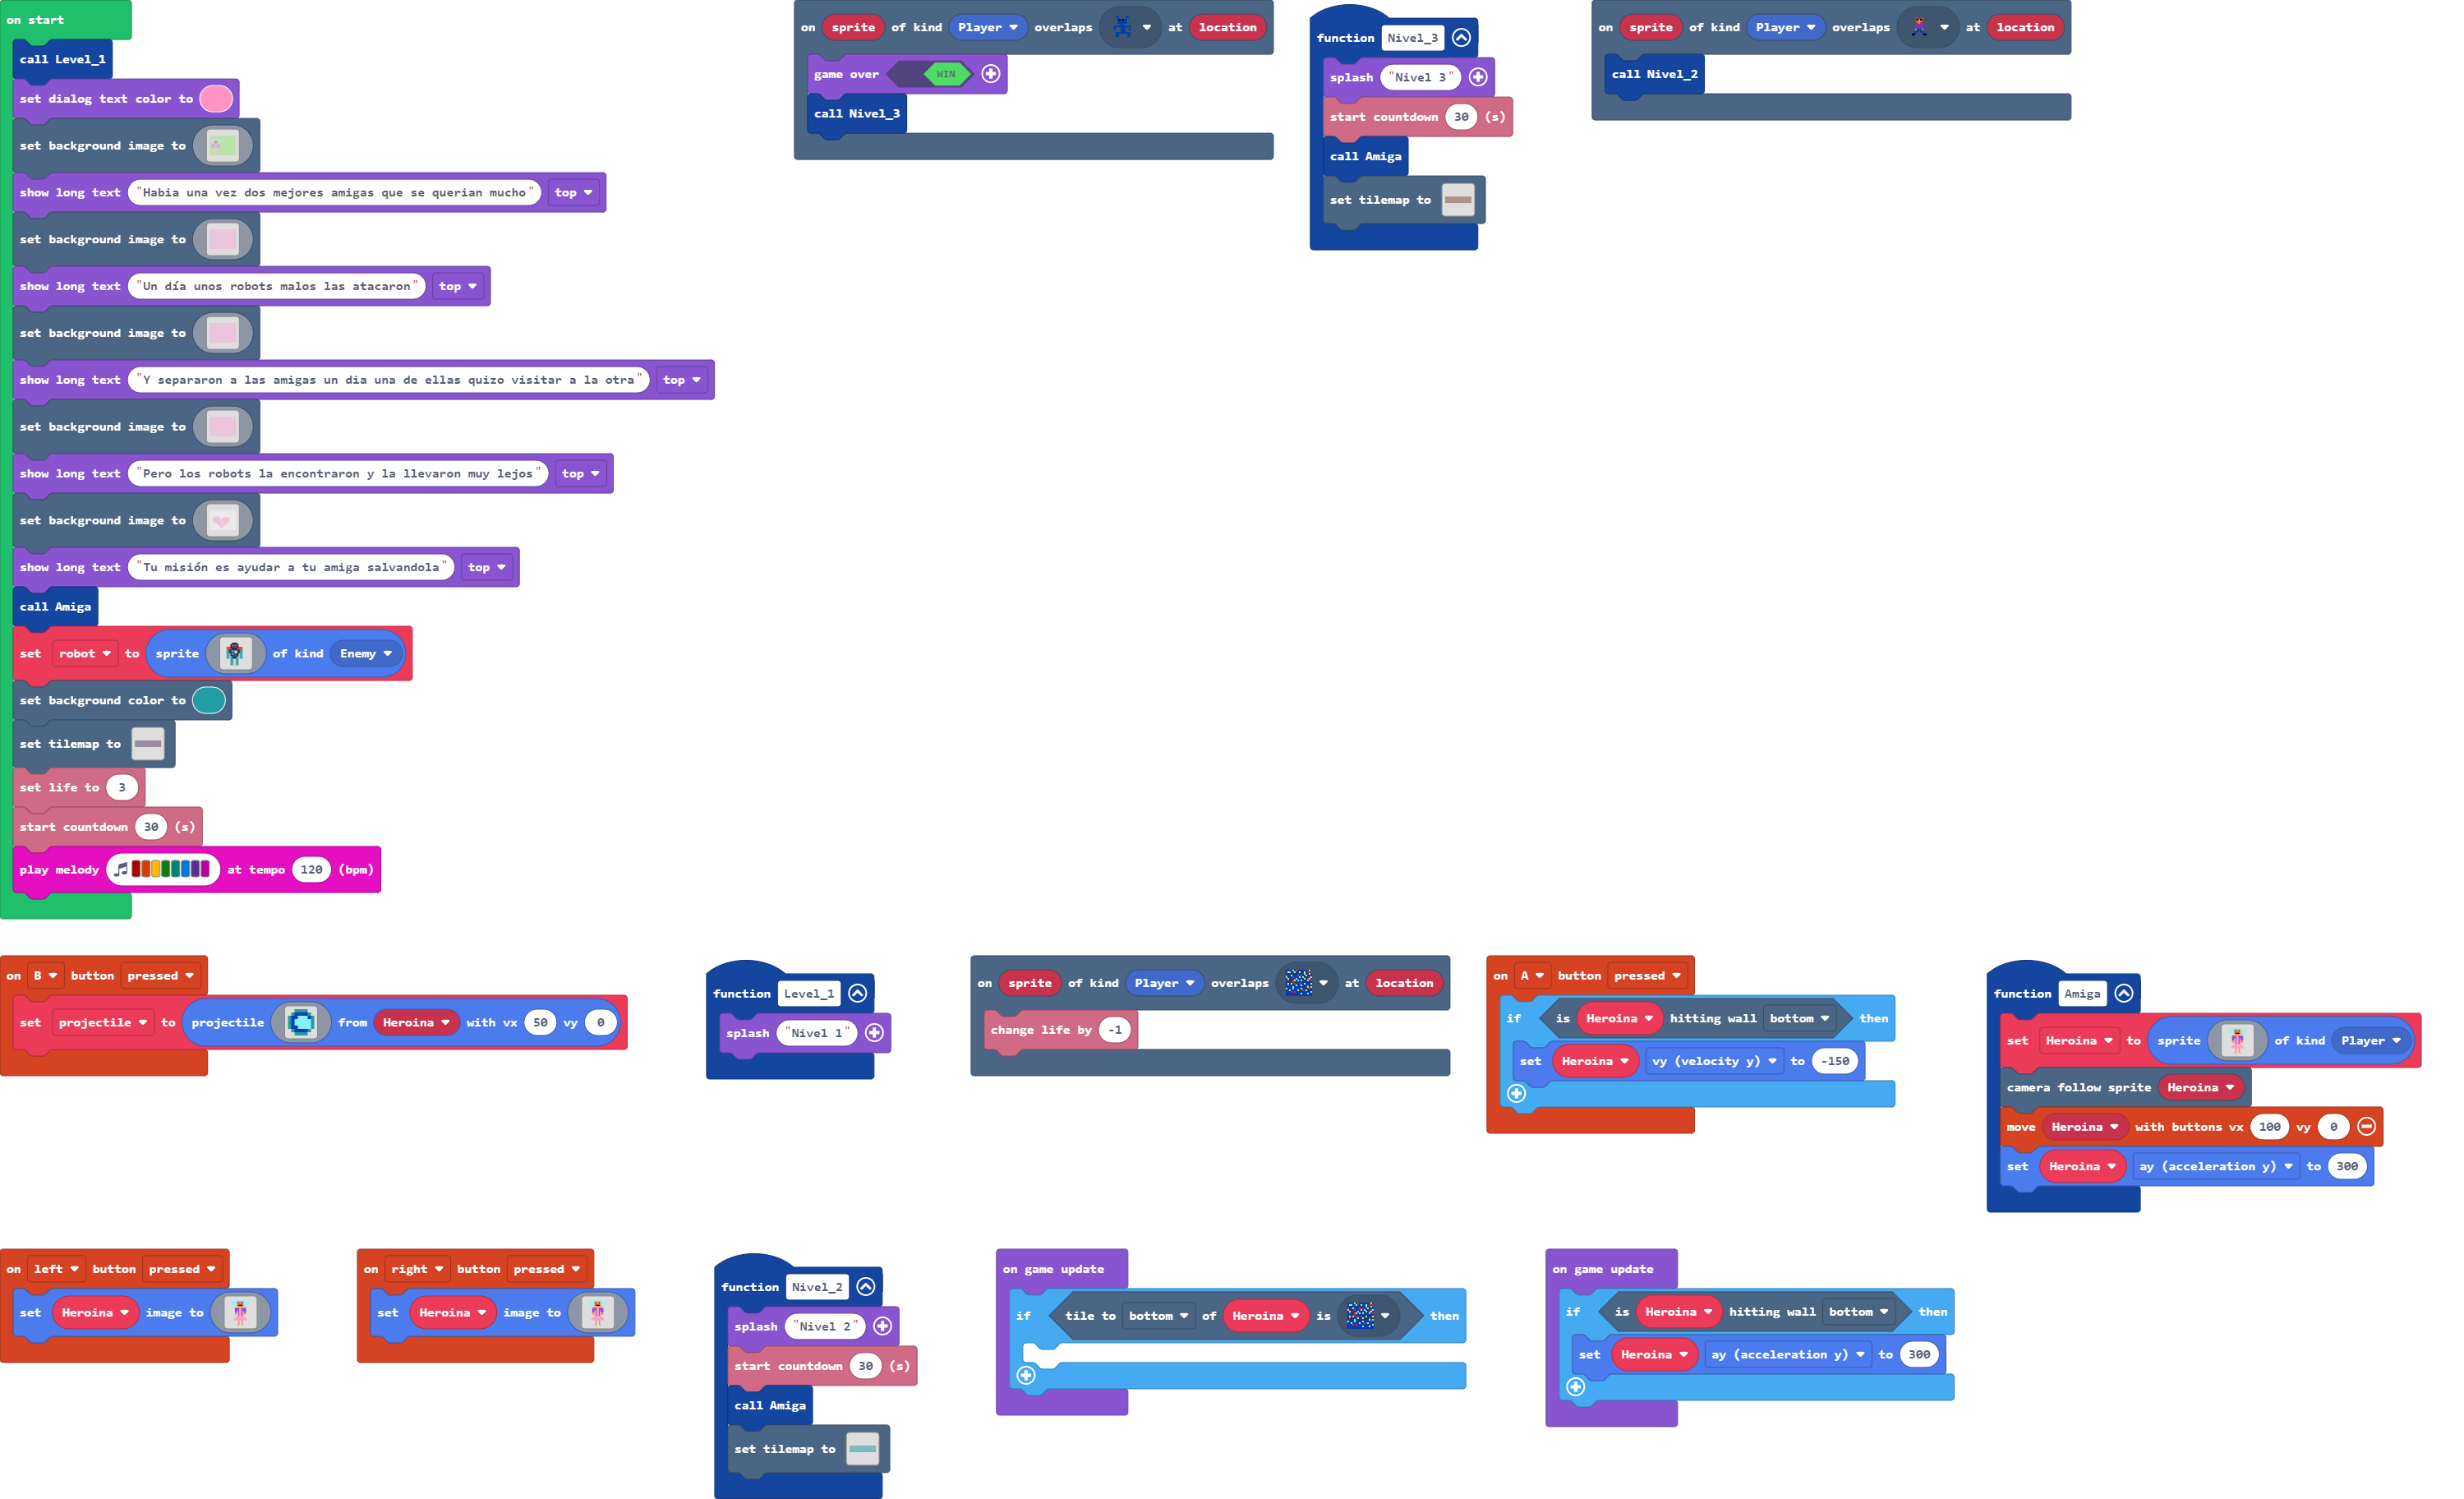 on start
call Level_1
set dialog text color to
set background image to
show long text "Habia una vez dos mejores amigas que se querian mucho" top
set background image to
show long text "Un día unos robots malos las atacaron" top
set background image to
show long text "Y separaron a las amigas un dia una de ellas quizo visitar a la otra" top
set background image to
show long text "Pero los robots la encontraron y la llevaron muy lejos" top
set background image to
show long text "Tu misión es ayudar a tu amiga salvandola" top
call Amiga
set robot to sprite of kind Enemy
set background color to
set tilemap to
set life to 3
start countdown 30 (s)
play melody at tempo 120 (bpm)
on sprite of kind Player overlaps at location
game over WIN
call Nivel_3
function Nivel_3
splash "Nivel 3"
start countdown 30 (s)
call Amiga
set tilemap to
on sprite of kind Player overlaps at location
call Nivel_2
on B button pressed
set projectile to projectile from Heroina with vx 50 vy 0
function Level_1
splash "Nivel 1"
on sprite of kind Player overlaps at location
change life by -1
on A button pressed
if is Heroina hitting wall bottom then
set Heroina vy (velocity y) to -150
function Amiga
set Heroina to sprite of kind Player
camera follow sprite Heroina
move Heroina with buttons vx 100 vy 0
set Heroina ay (acceleration y) to 300
on left button pressed
set Heroina image to
on right button pressed
set Heroina image to
function Nivel_2
splash "Nivel 2"
start countdown 30 (s)
call Amiga
set tilemap to
on game update
if tile to bottom of Heroina is then
on game update
if is Heroina hitting wall bottom then
set Heroina ay (acceleration y) to 300